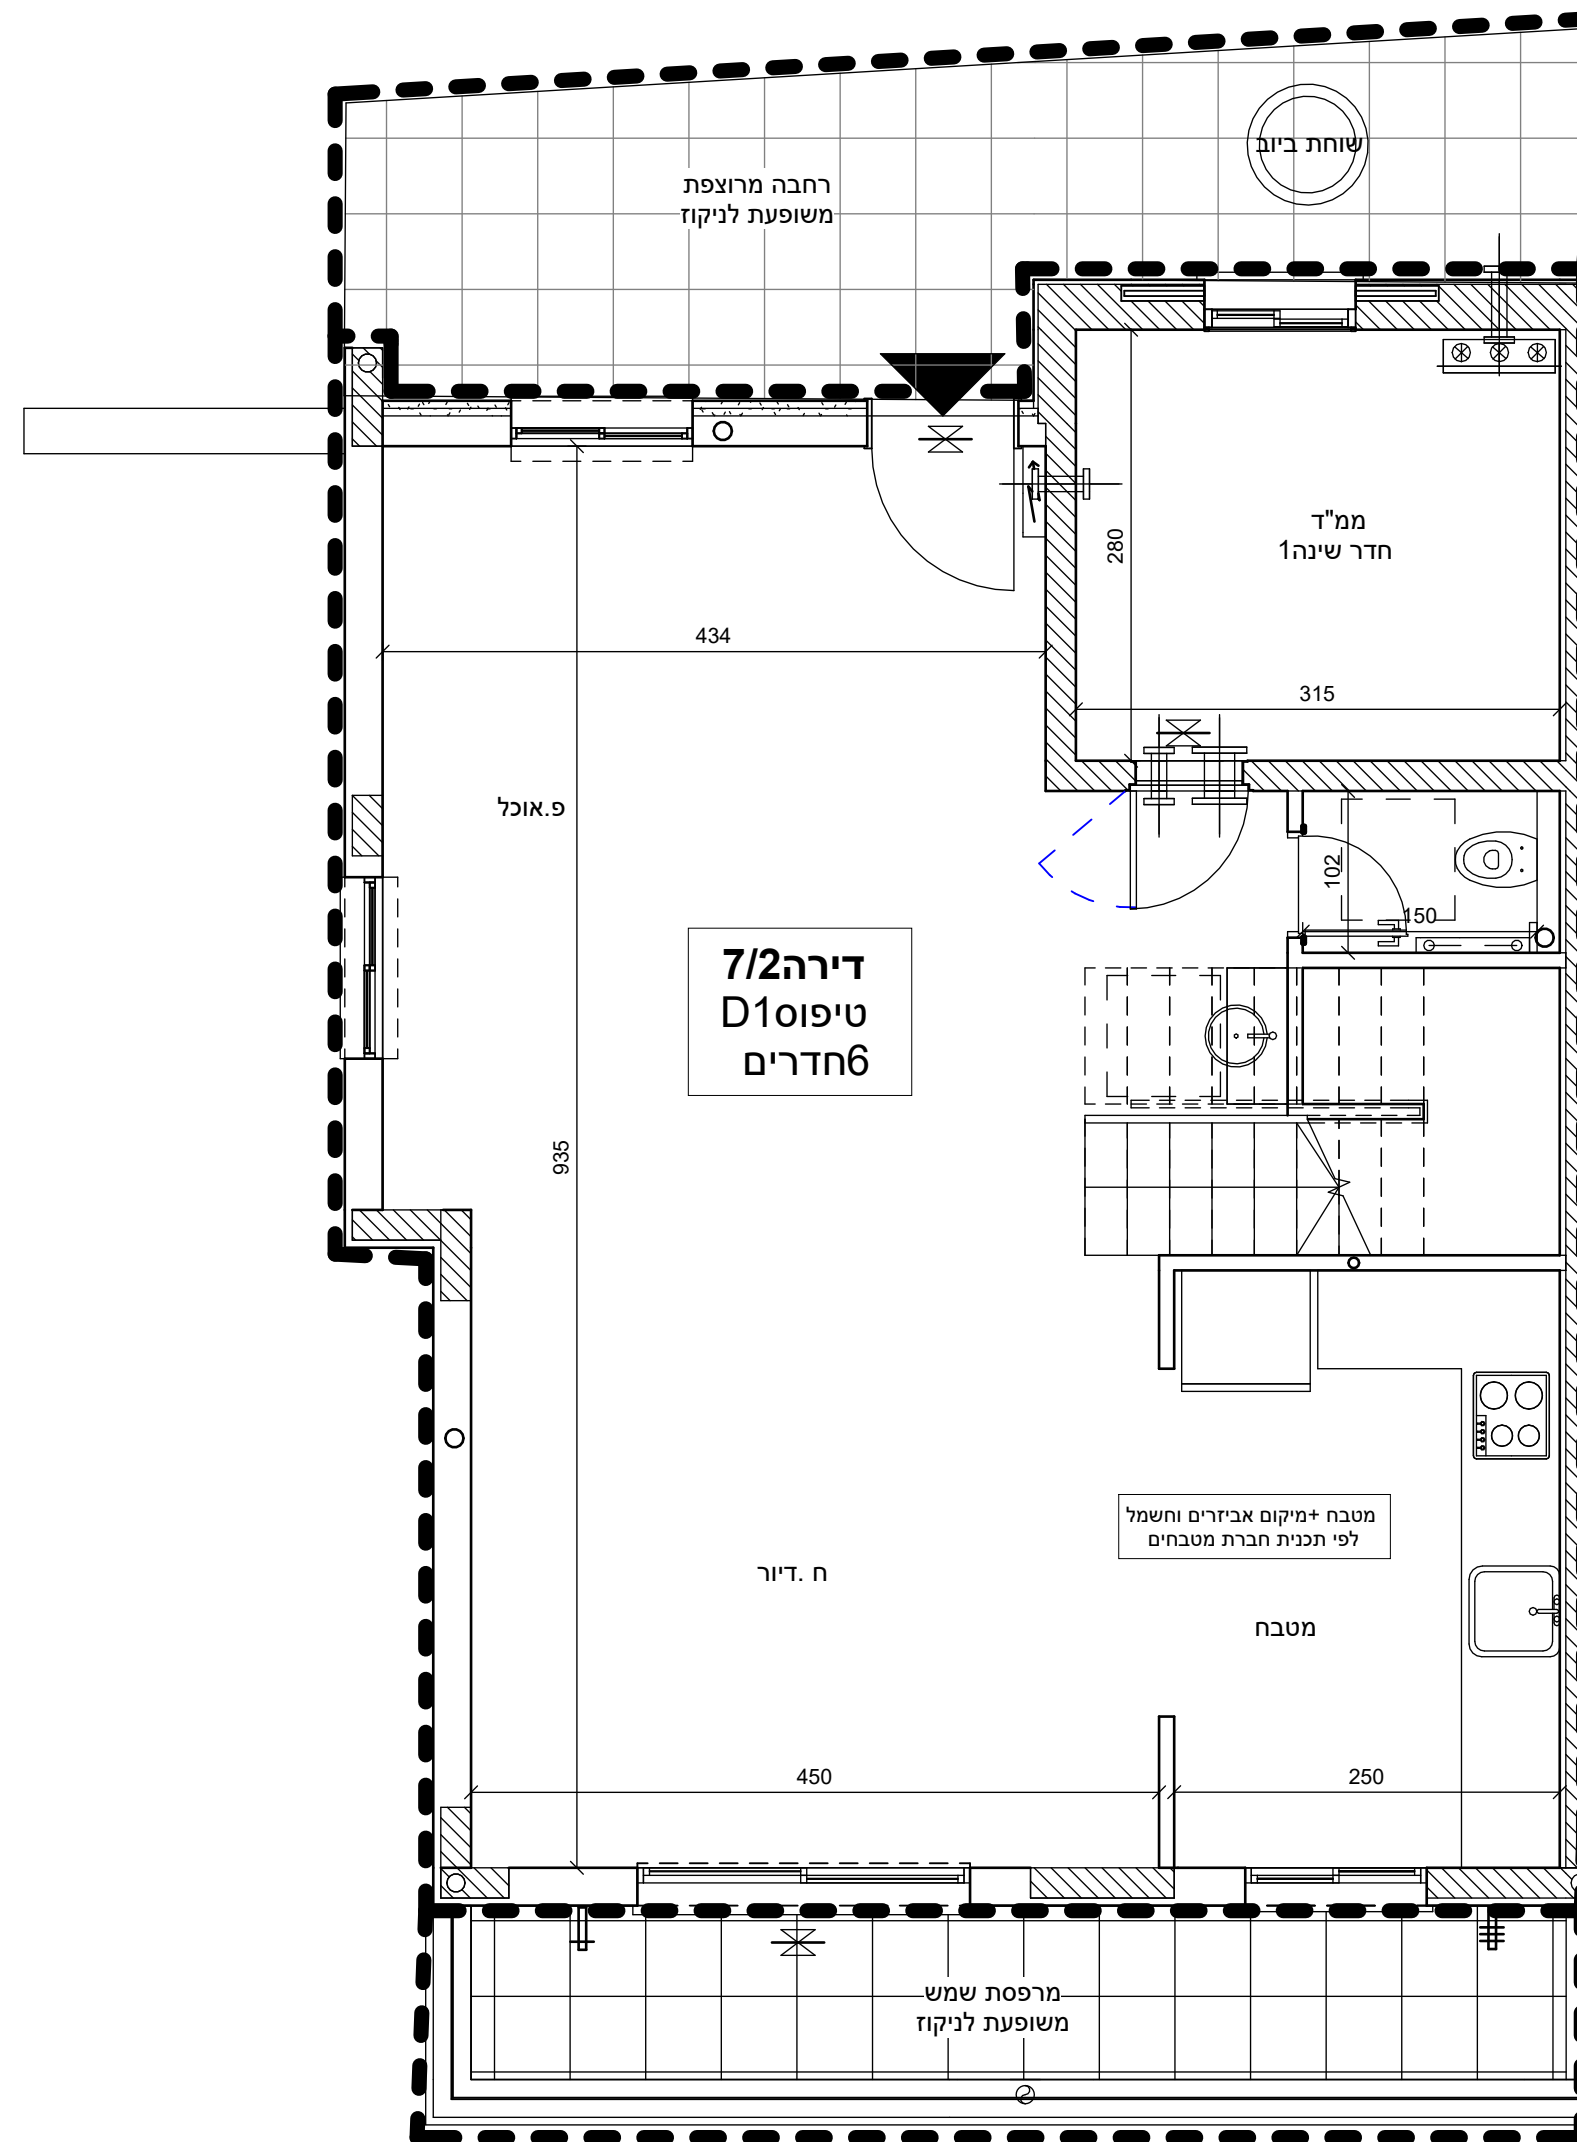 שוחת ביוב
רחבה מרוצפת
משופעת לניקוז
ממ"ד
חדר שינה1
280
434
315
פ.אוכל
102
150
דירה7/2
טיפוסD1
6חדרים
935
מטבח +מיקום אביזרים וחשמל
לפי תכנית חברת מטבחים
ח .דיור
מטבח
450
250
מרפסת שמש
משופעת לניקוז